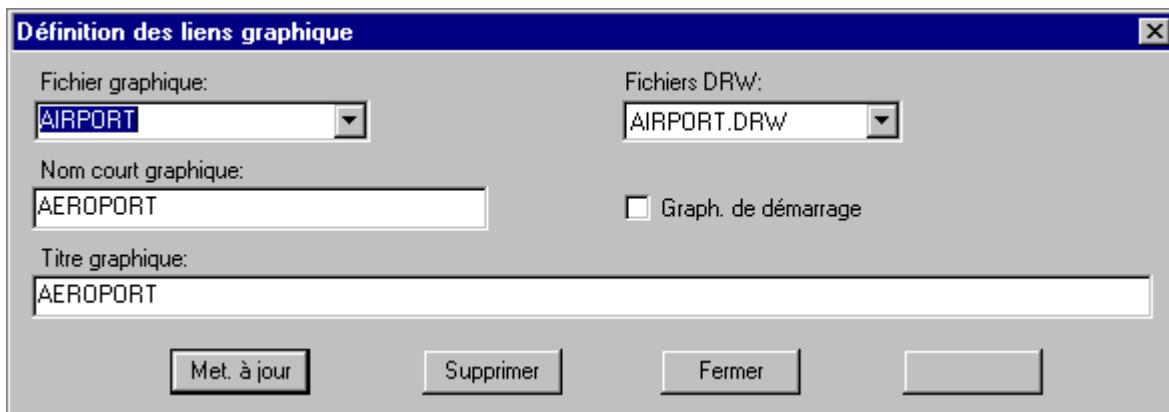 Définition des liens graphique
Fichier graphique:
Fichiers DRW:
AIRPORT
AIRPORT.DRW
Nom court graphique:
AEROPORT
Graph. de démarrage
Titre graphique:
AEROPORT
Met. à jour
Supprimer
Fermer